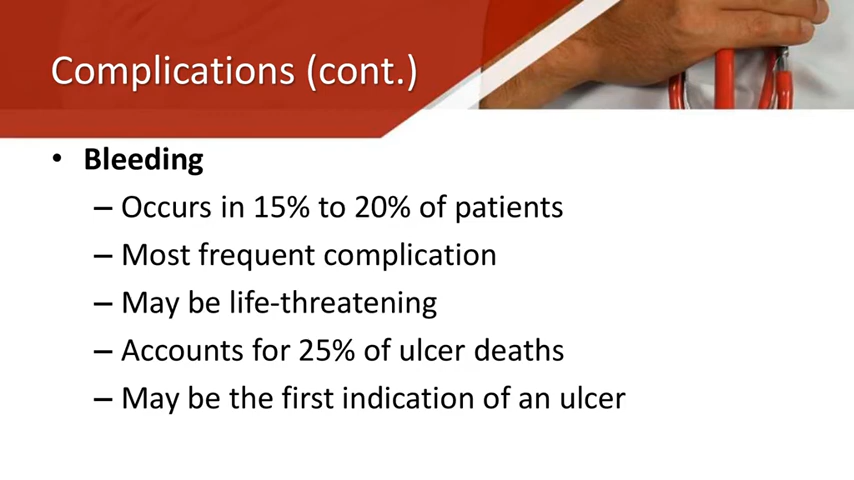 Complications (cont.)
• Bleeding
– Occurs in 15% to 20% of patients
– Most frequent complication
– May be life-threatening
– Accounts for 25% of ulcer deaths
– May be the first indication of an ulcer